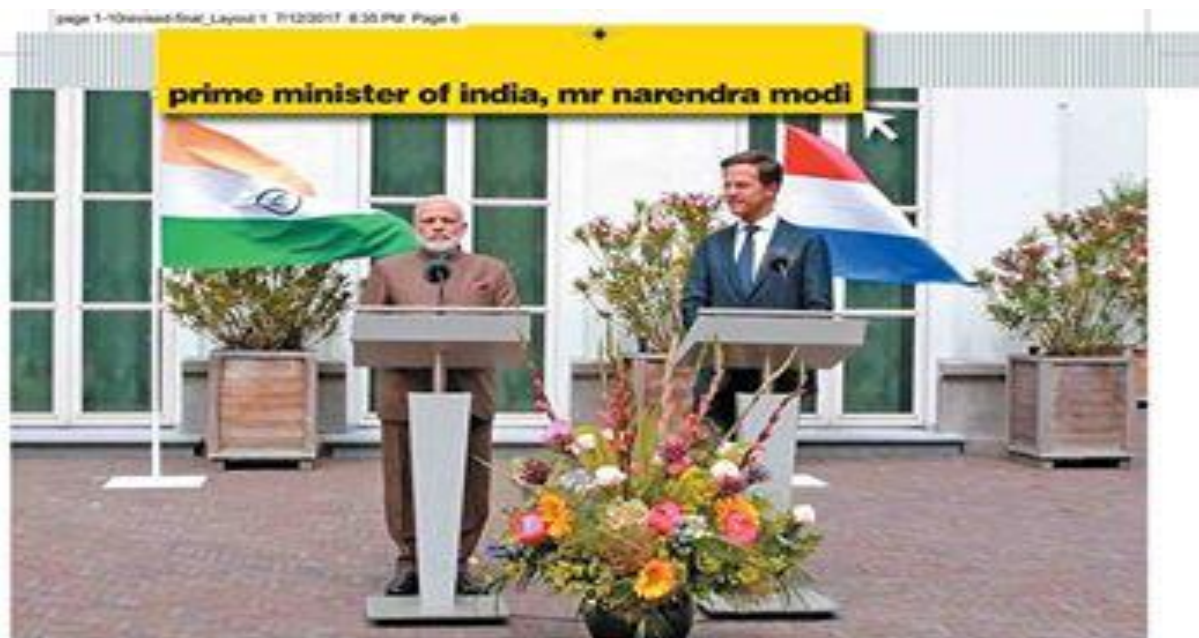 page 1-10revised-final_Layout 1 7/12/2017 8:35 PM Page 6
prime minister of india, mr narendra modi